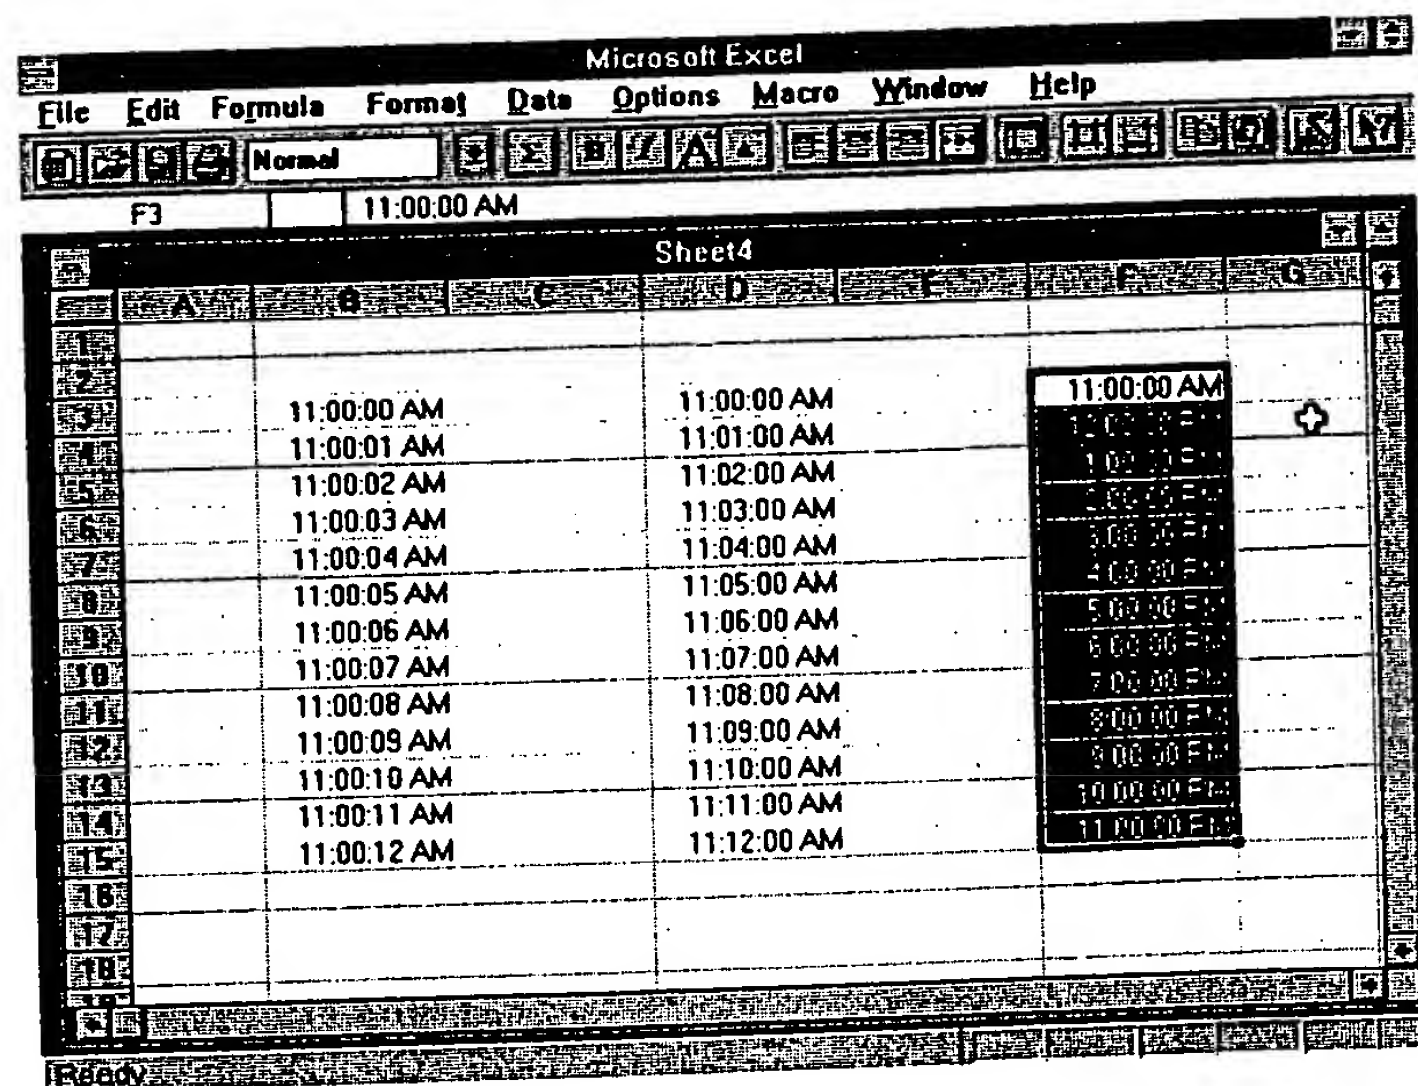 Microsoft Excel
File Edit Formula Format Data Options Macro Window Help
Normal
F3 11:00:00 AM
Sheet4
A B C D E F G
1
2
3 11:00:00 AM 11:00:00 AM 11:00:00 AM
4 11:00:01 AM 11:01:00 AM
5 11:00:02 AM 11:02:00 AM
6 11:00:03 AM 11:03:00 AM
7 11:00:04 AM 11:04:00 AM
8 11:00:05 AM 11:05:00 AM
9 11:00:06 AM 11:06:00 AM
10 11:00:07 AM 11:07:00 AM
11 11:00:08 AM 11:08:00 AM
12 11:00:09 AM 11:09:00 AM
13 11:00:10 AM 11:10:00 AM
14 11:00:11 AM 11:11:00 AM
15 11:00:12 AM 11:12:00 AM
16
17
18
Ready